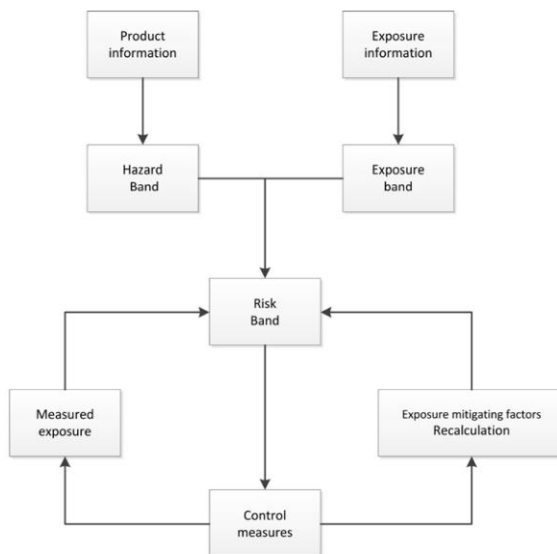 Product
information
Exposure
information
Hazard
Band
Exposure
band
Risk
Band
Measured
exposure
Exposure mitigating factors
Recalculation
Control
measures